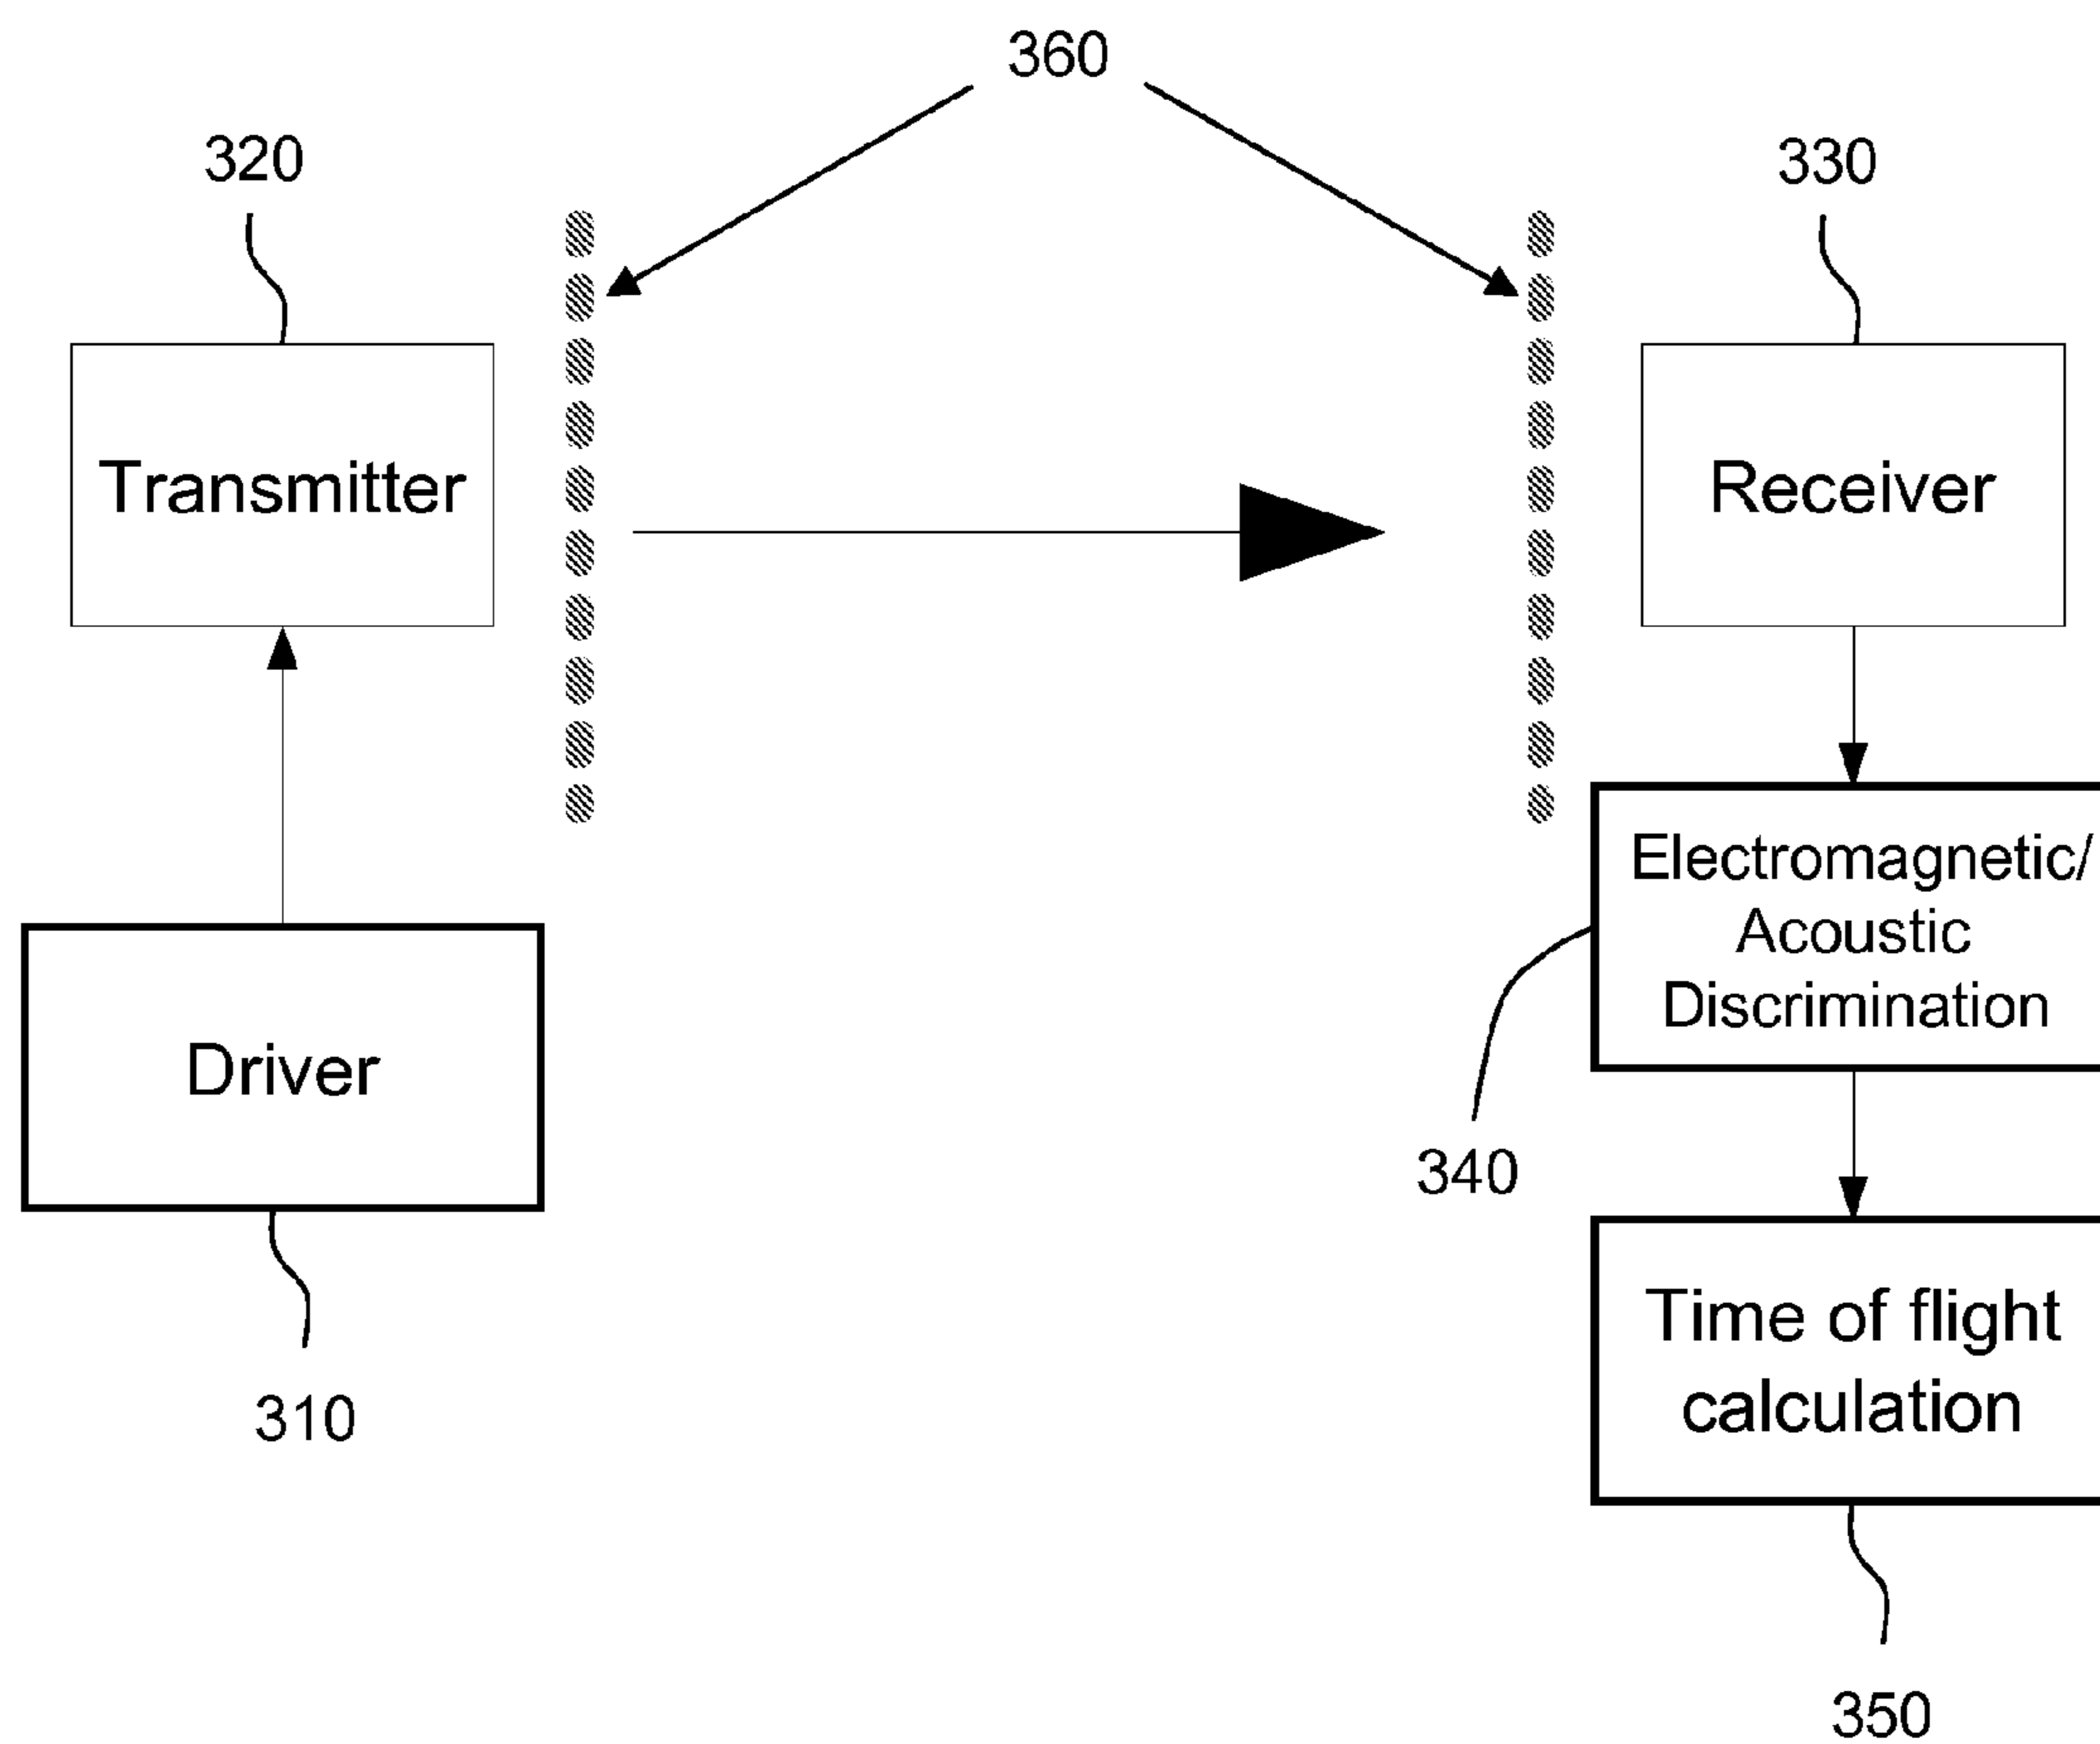 360
320
330
Transmitter
Receiver
Electromagnetic/
Acoustic
Discrimination
Driver
340
Time of flight
calculation
310
350